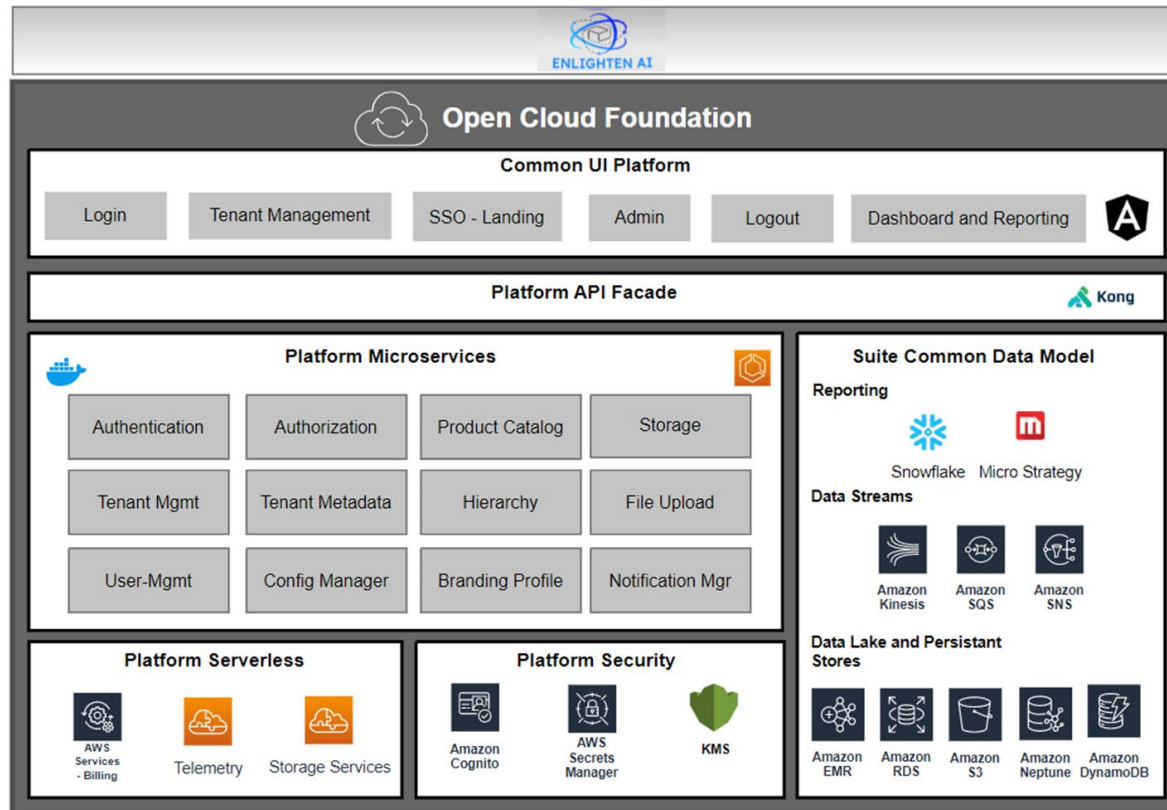 ENLIGHTEN AI
Open Cloud Foundation
Common UI Platform
Login
Tenant Management
SSO - Landing
Admin
Logout
Dashboard and Reporting
A
Platform API Facade
Kong
Platform Microservices
Authentication
Authorization
Product Catalog
Storage
Tenant Mgmt
Tenant Metadata
Hierarchy
File Upload
User-Mgmt
Config Manager
Branding Profile
Notification Mgr
Suite Common Data Model
Reporting
m
Snowflake
Micro Strategy
Data Streams
Amazon
Kinesis
Amazon
SQS
Amazon
SNS
Data Lake and Persistant
Stores
Amazon
EMR
Amazon
RDS
Amazon
S3
Amazon
Neptune
Amazon
DynamoDB
Platform Serverless
AWS
Services
- Billing
Telemetry
Storage Services
Platform Security
Amazon
Cognito
AWS
Secrets
Manager
KMS